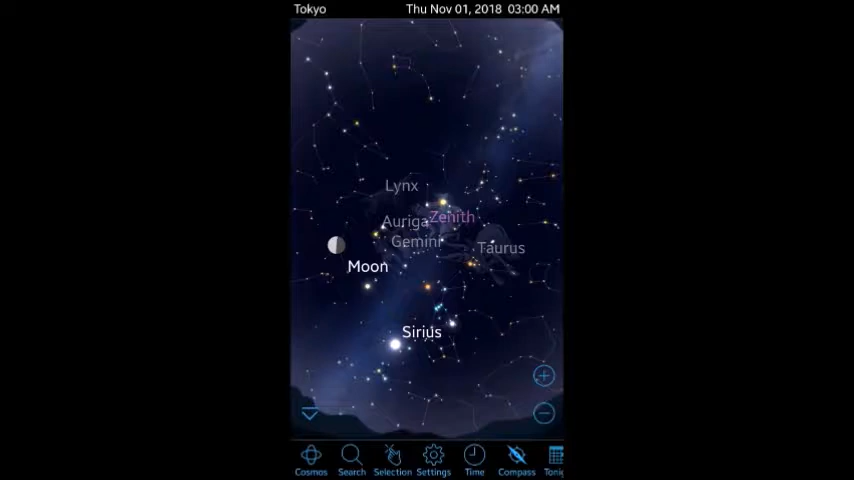 Tokyo
Thu Nov 01, 2018 03:00 AM
Lynx
Auriga
Zenith
Gemini
Taurus
Moon
Sirius
Cosmos
Search
Selection
Settings
Time
Compass
Tonig